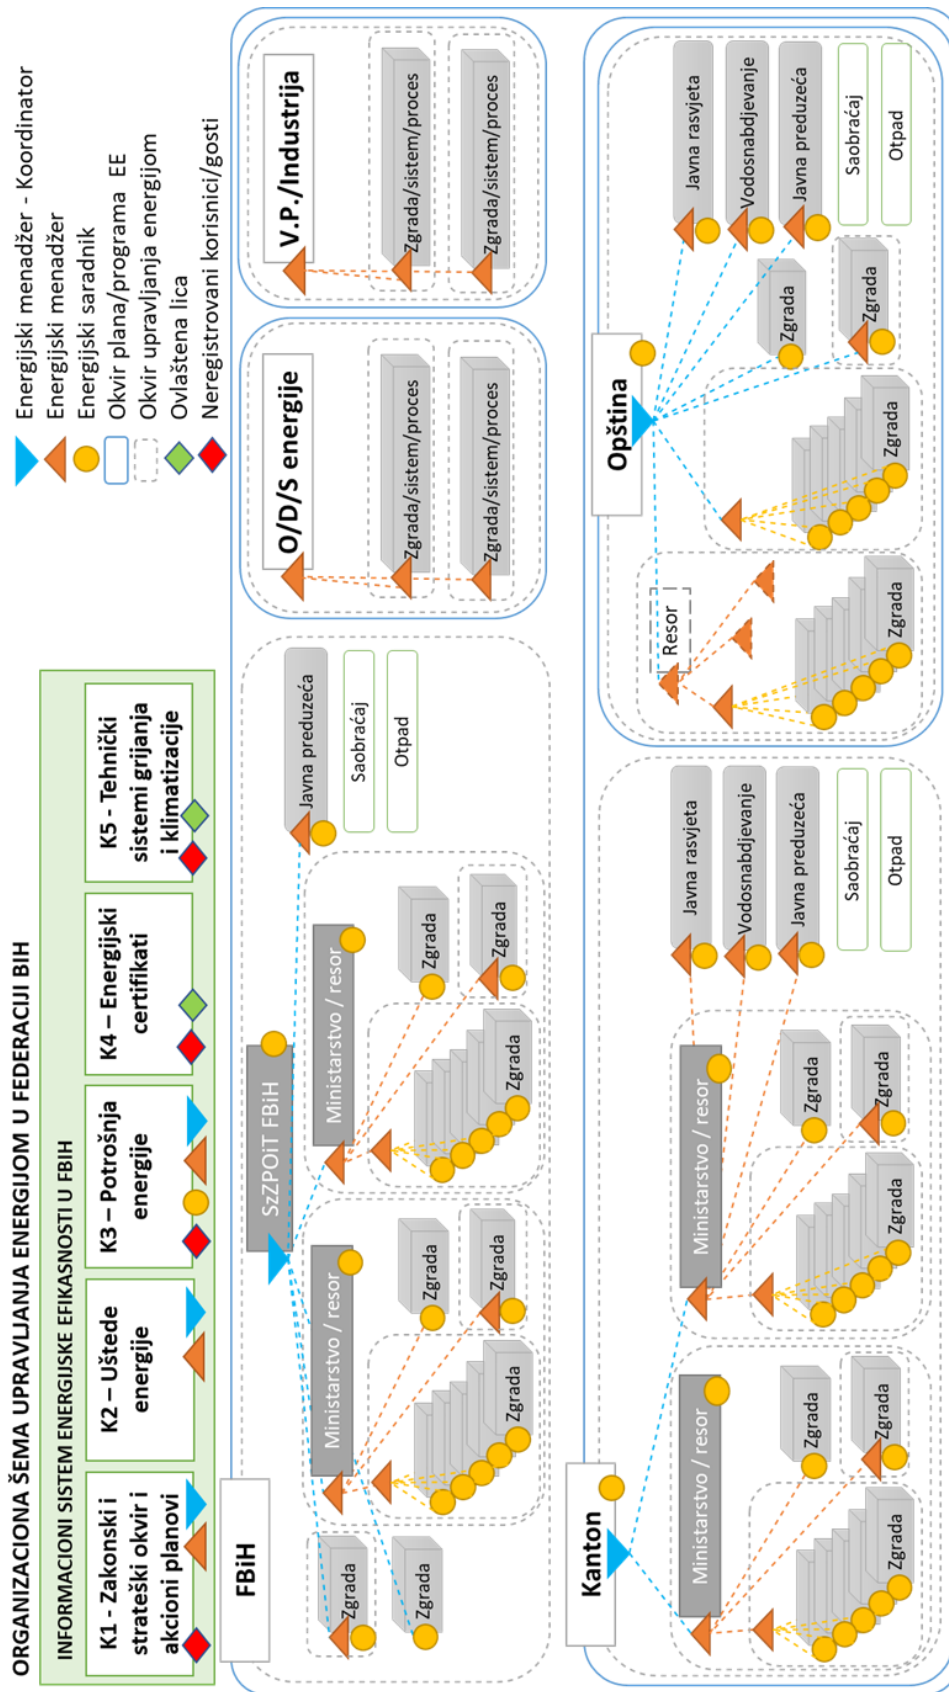 ORGANIZACIONA ŠEMA UPRAVLJANJA ENERGIJOM U FEDERACIJI BIH
INFORMACIONI SISTEM ENERGIJSKE EFIKASNOSTI U FBIH
K1 - Zakonski i
strateški okvir i
akcioni planovi
K2 – Uštede
energije
K3 – Potrošnja
energije
K4 – Energijski
certifikati
K5 - Tehnički
sistemi grijanja
i klimatizacije
Energijski menadžer - Koordinator
Energijski menadžer
Energijski saradnik
Okvir plana/programa EE
Okvir upravljanja energijom
Ovlaštena lica
Neregistrovani korisnici/gosti
FBiH
SzZPOiT FBiH
Zgrada
Zgrada
Ministarstvo / resor
Zgrada
Zgrada
Zgrada
Ministarstvo / resor
Zgrada
Zgrada
Zgrada
Javna preduzeća
Saobraćaj
Otpad
O/D/S energije
Zgrada/sistem/proces
Zgrada/sistem/proces
V.P./Industrija
Zgrada/sistem/proces
Zgrada/sistem/proces
Kanton
Ministarstvo / resor
Zgrada
Zgrada
Zgrada
Ministarstvo / resor
Zgrada
Zgrada
Zgrada
Javna rasvjeta
Vodosnabdjevanje
Javna preduzeća
Saobraćaj
Otpad
Opština
Resor
Zgrada
Zgrada
Zgrada
Zgrada
Javna rasvjeta
Vodosnabdjevanje
Javna preduzeća
Saobraćaj
Otpad